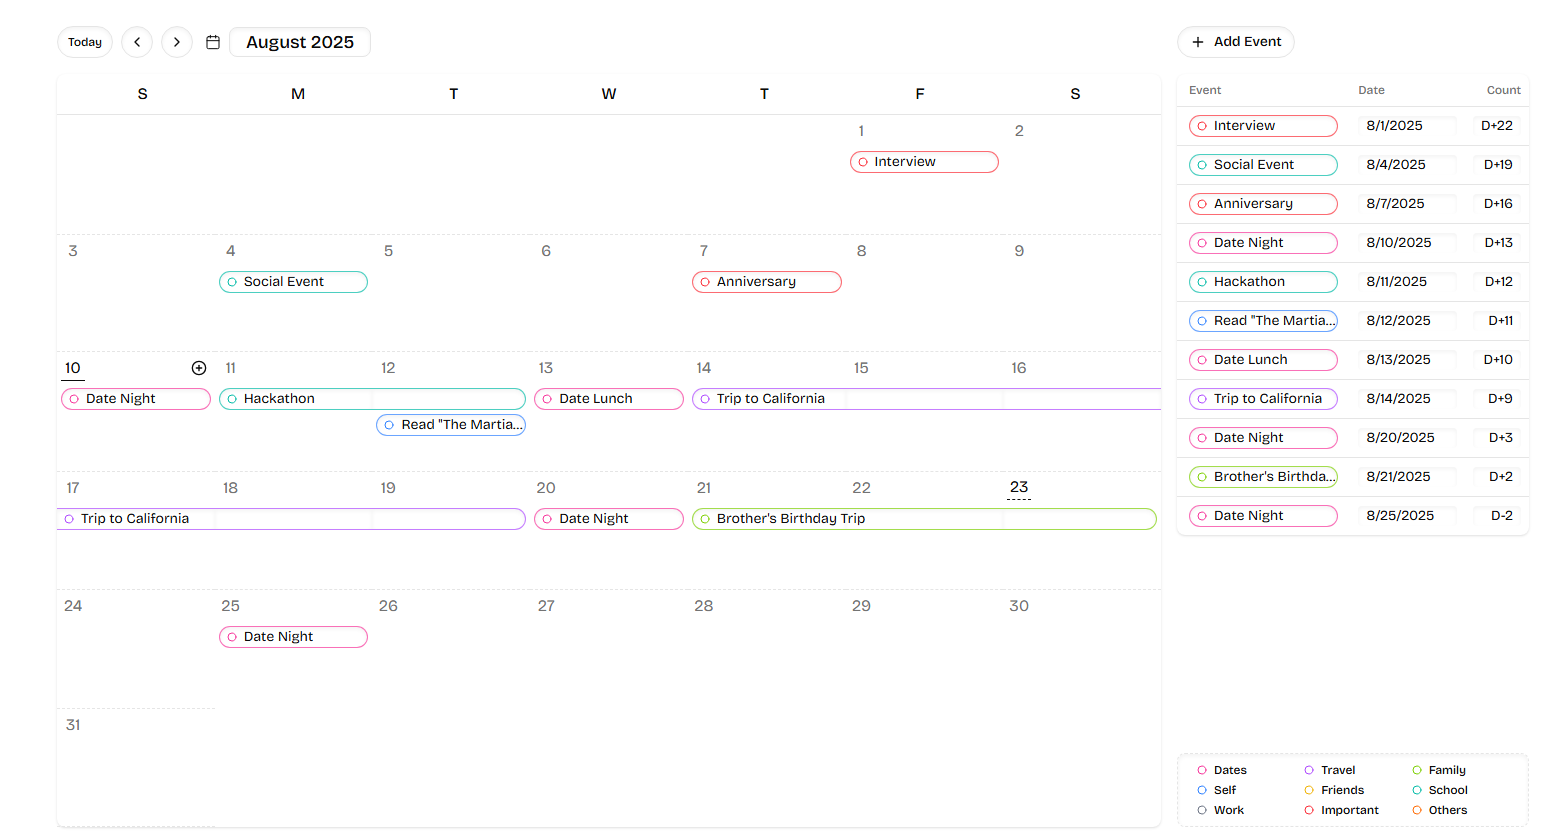 Today
August 2025
Add Event
S M T W T F S
1 2
Interview
3 4 5 6 7 8 9
Social Event Anniversary
10 11 12 13 14 15 16
Date Night Hackathon Date Lunch Trip to California
Read "The Martia...
17 18 19 20 21 22 23
Trip to California Date Night Brother's Birthday Trip
24 25 26 27 28 29 30
Date Night
31
Event Date Count
Interview 8/1/2025 D+22
Social Event 8/4/2025 D+19
Anniversary 8/7/2025 D+16
Date Night 8/10/2025 D+13
Hackathon 8/11/2025 D+12
Read "The Martia... 8/12/2025 D+11
Date Lunch 8/13/2025 D+10
Trip to California 8/14/2025 D+9
Date Night 8/20/2025 D+3
Brother's Birthda... 8/21/2025 D+2
Date Night 8/25/2025 D-2
Dates Travel Family
Self Friends School
Work Important Others